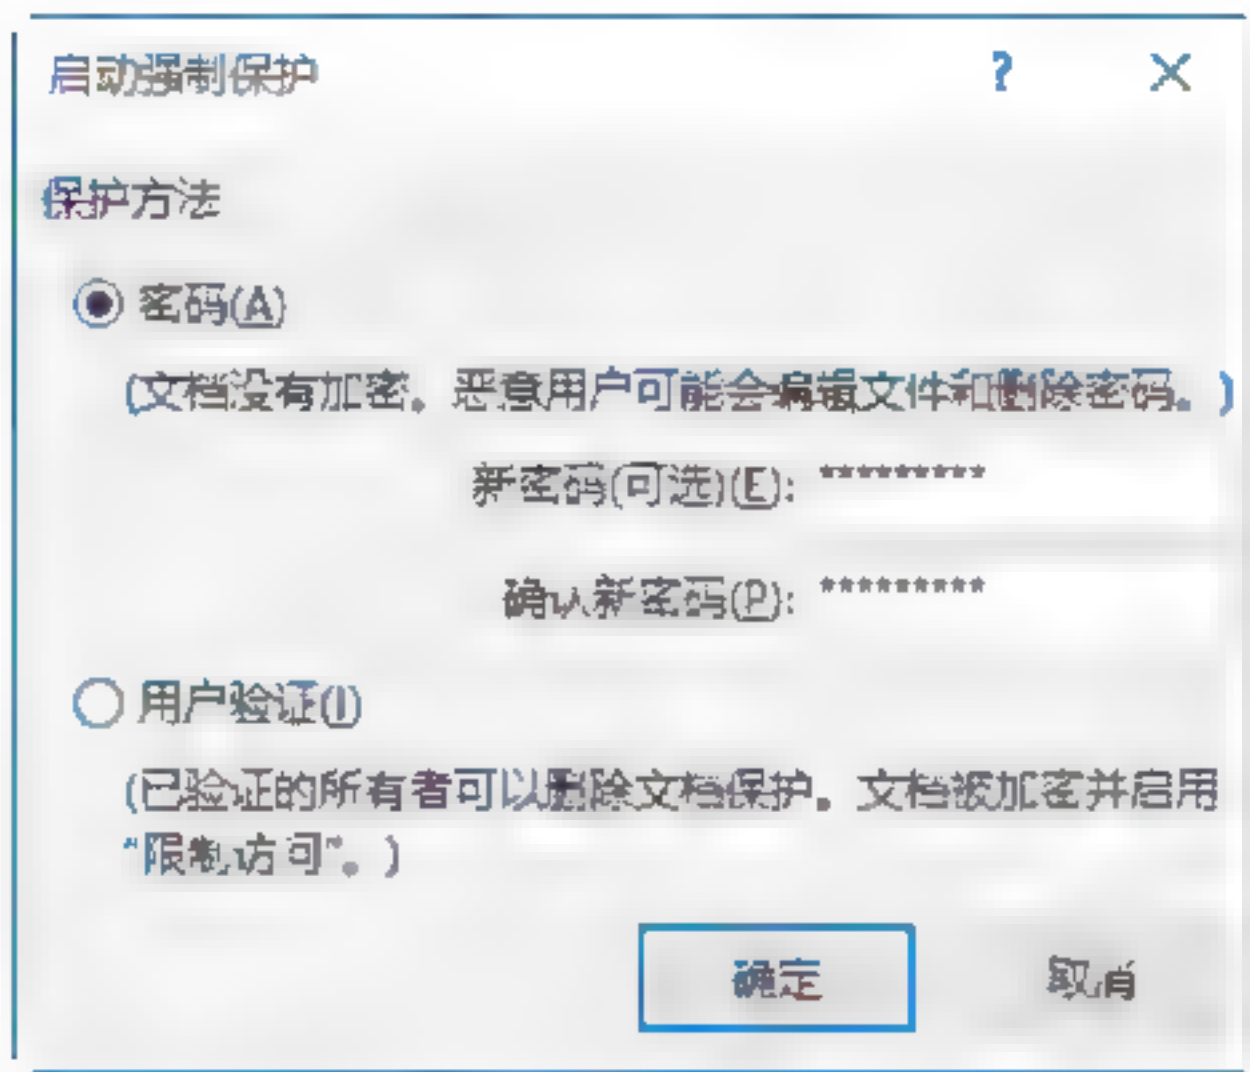 启动强制保护
保护方法
密码(A)
(文档没有加密。恶意用户可能会编辑文件和删除密码。)
新密码(可选)(E): *********
确认新密码(P): *********
用户验证(I)
(已验证的所有者可以删除文档保护。文档被加密并启用
“限制访问”。)
确定 取消